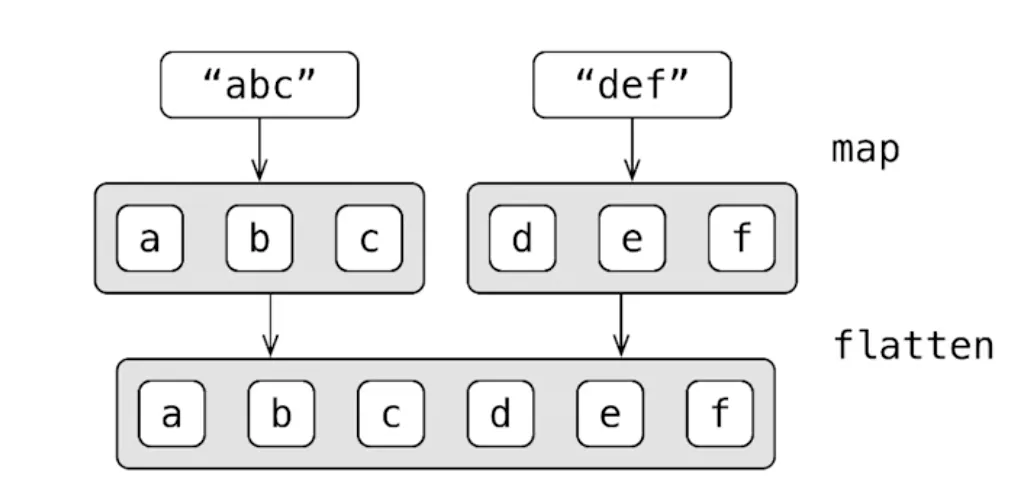 “abc” “def”
map
a b c d e f
flatten
a b c d e f